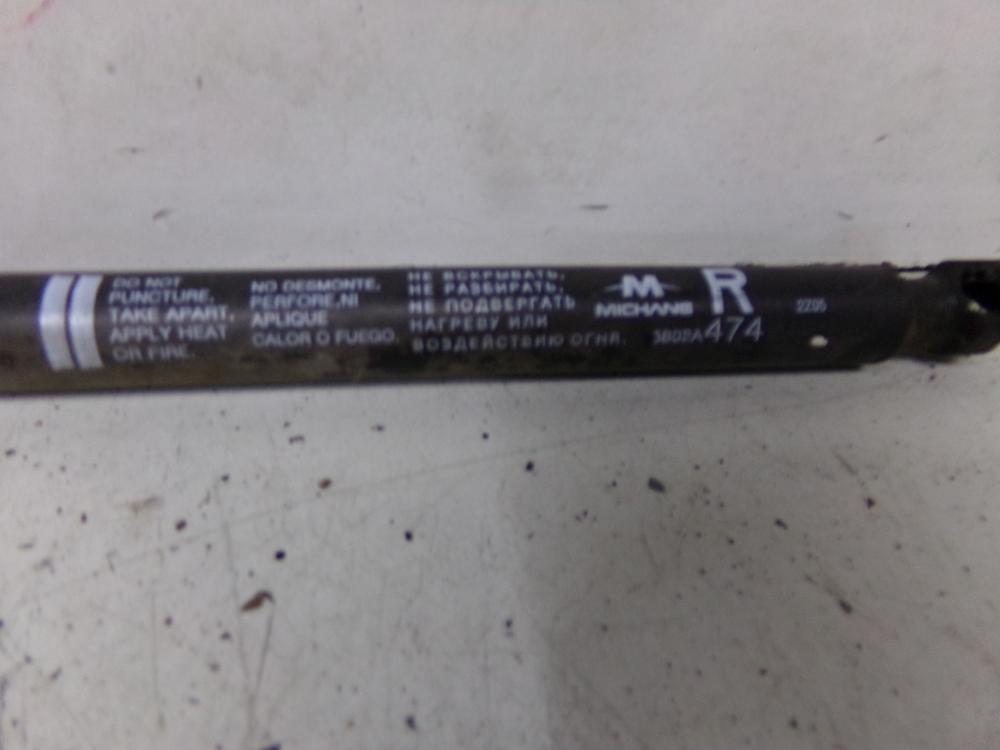 DO NOT
PUNCTURE,
TAKE APART,
APPLY HEAT
OR FIRE.
NO DESMONTE,
PERFORE,NI
APLIQUE
CALOR O FUEGO.
НЕ ВСКРЫВАТЬ,
НЕ РАЗБИРАТЬ,
НЕ ПОДВЕРГАТЬ
НАГРЕВУ ИЛИ
ВОЗДЕЙСТВИЮ ОГНЯ.
M
MICHANG
R
3B02A474